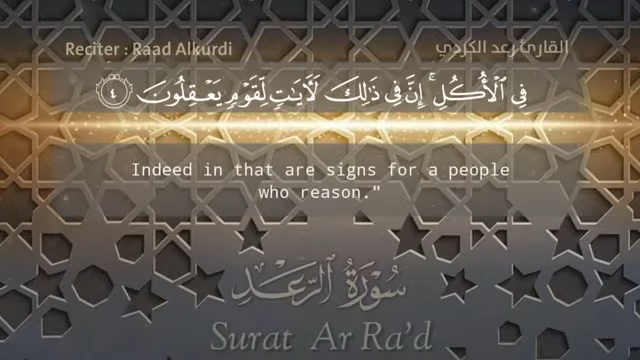 Reciter : Raad Alkurdi
القارئ رعد الكردي
فِي ٱلْأُكُلِ ۚ إِنَّ فِي ذَٰلِكَ لَآيَٰتٍ لِّقَوْمٍ يَعْقِلُونَ ٤
Indeed in that are signs for a people
who reason."
سُورَةُ الرَّعْد
Surat Ar Ra'd